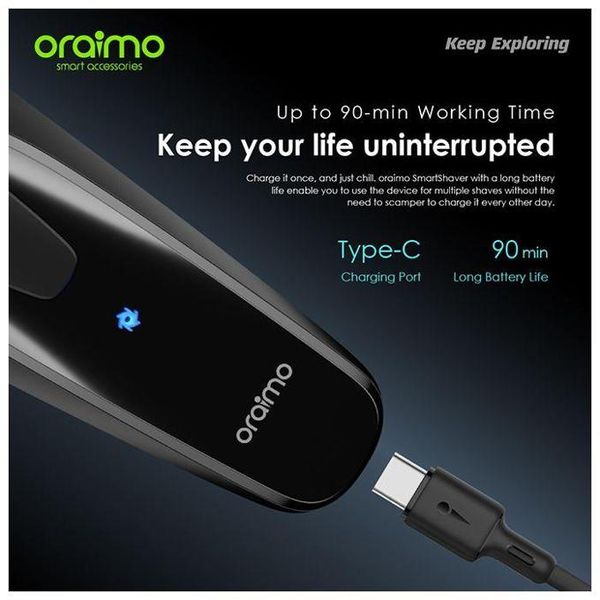 oraimo
smart accessories
Keep Exploring
Up to 90-min Working Time
Keep your life uninterrupted
Charge it once, and just chill. oraimo SmartShaver with a long battery
life enable you to use the device for multiple shaves without the
need to scamper to charge it every other day.
Type-C
Charging Port
90 min
Long Battery Life
oraimo